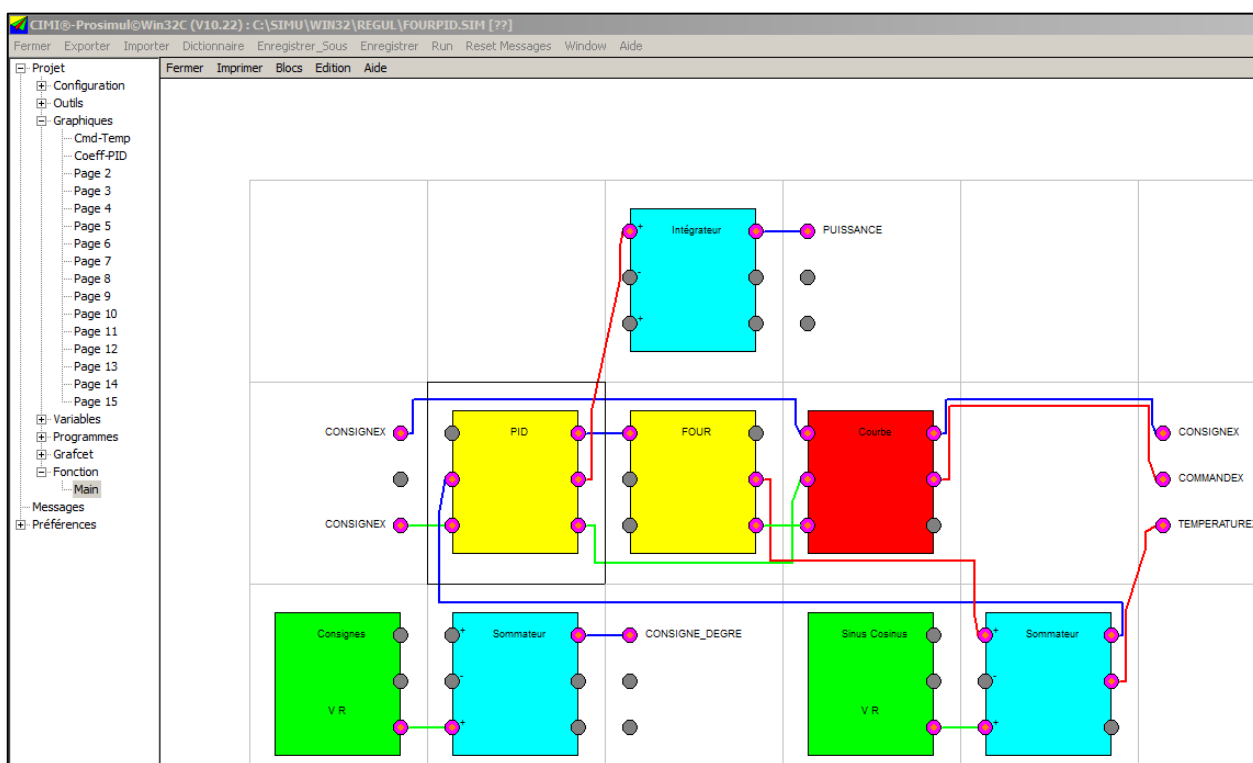 CIMI®-Prosimul©Win32C (V10.22) : C:\SIMU\WIN32\REGUL\FOURPID.SIM [??]
Fermer Exporter Importer Dictionnaire Enregistrer_Sous Enregistrer Run Reset Messages Window Aide
Projet
Configuration
Outils
Graphiques
Cmd-Temp
Coeff-PID
Page 2
Page 3
Page 4
Page 5
Page 6
Page 7
Page 8
Page 9
Page 10
Page 11
Page 12
Page 13
Page 14
Page 15
Variables
Programmes
Grafcet
Fonction
Main
Messages
Préférences
Fermer Imprimer Blocs Edition Aide
+ Intégrateur PUISSANCE
-
+
CONSIGNEX PID FOUR Courbe CONSIGNEX
COMMANDEX
CONSIGNEX TEMPERATURE
Consignes + Sommateur CONSIGNE_DEGRE Sinus Cosinus + Sommateur
- -
V R + V R +